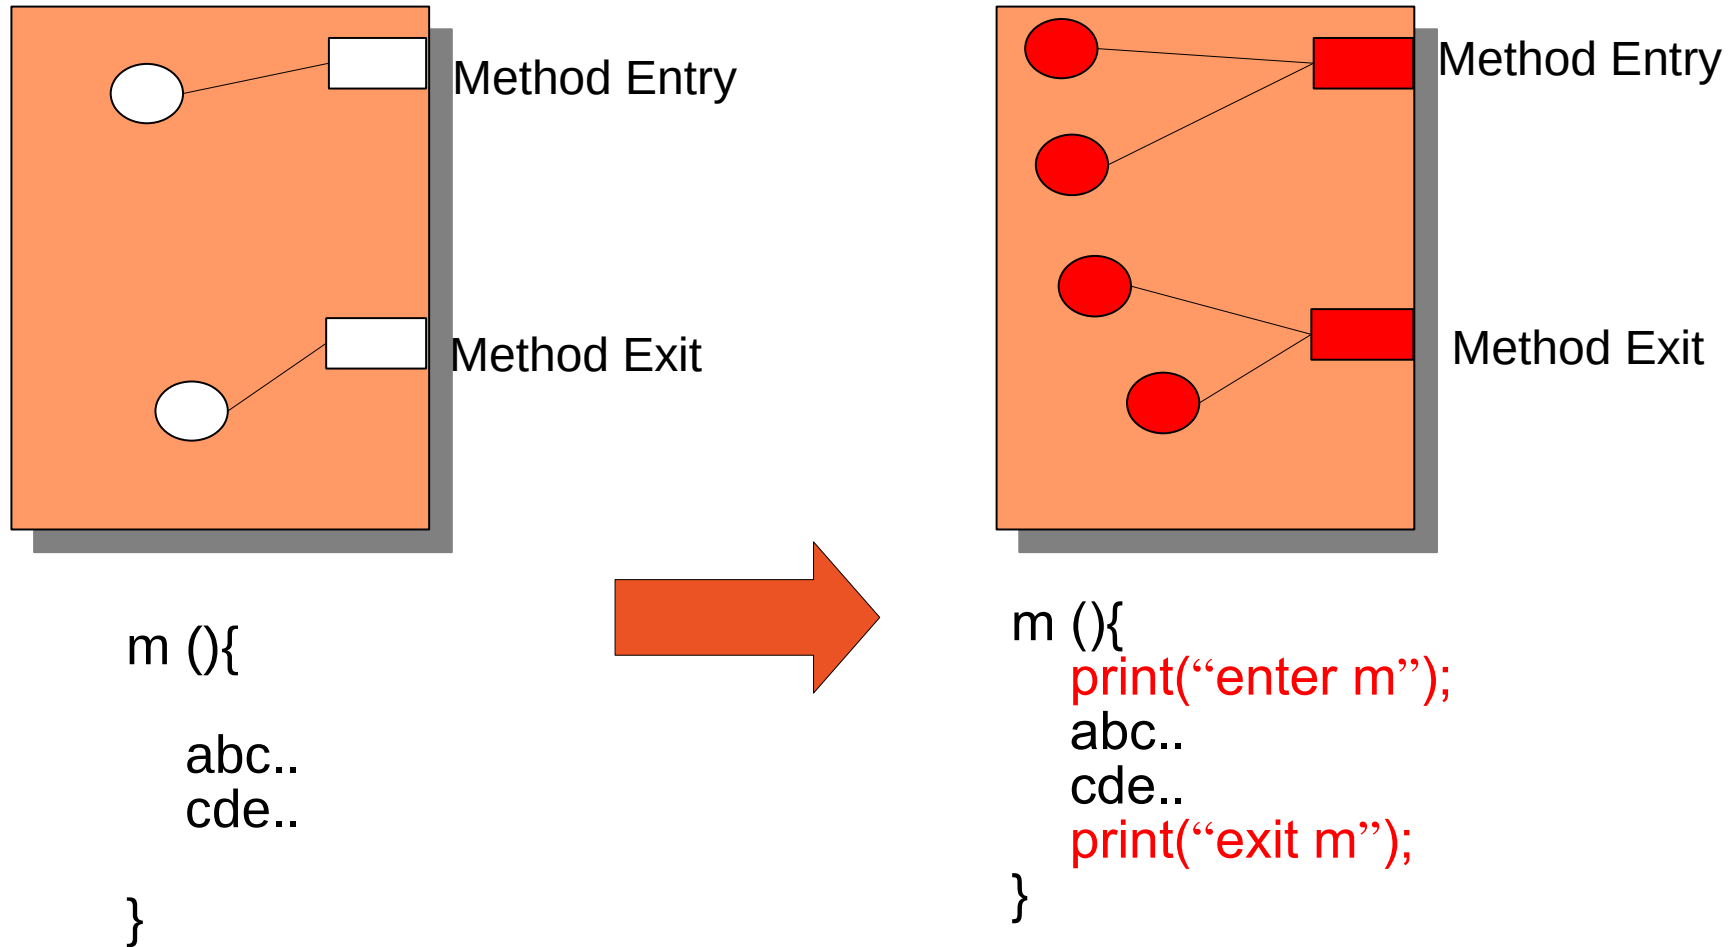 Method Entry
Method Exit
m (){
abc..
cde..
}
Method Entry
Method Exit
m (){
print(“enter m”);
abc..
cde..
print(“exit m”);
}